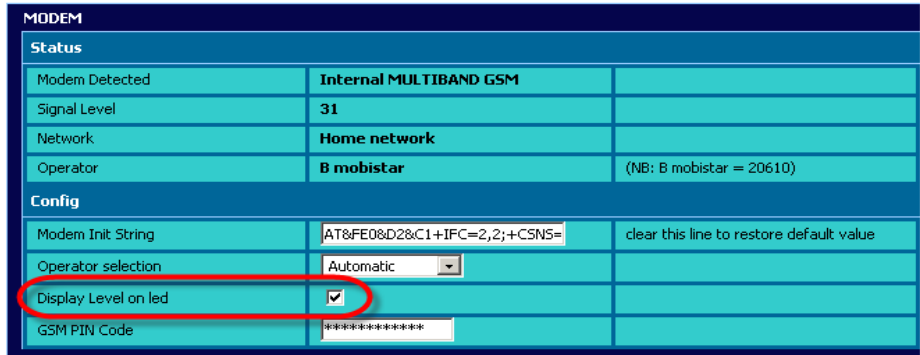 MODEM
Status
Modem Detected Internal MULTIBAND GSM
Signal Level 31
Network Home network
Operator B mobistar (NB: B mobistar = 20610)
Config
Modem Init String AT&FE0&D2&C1+IFC=2,2;+CSNS= clear this line to restore default value
Operator selection Automatic
Display Level on led
GSM PIN Code ************